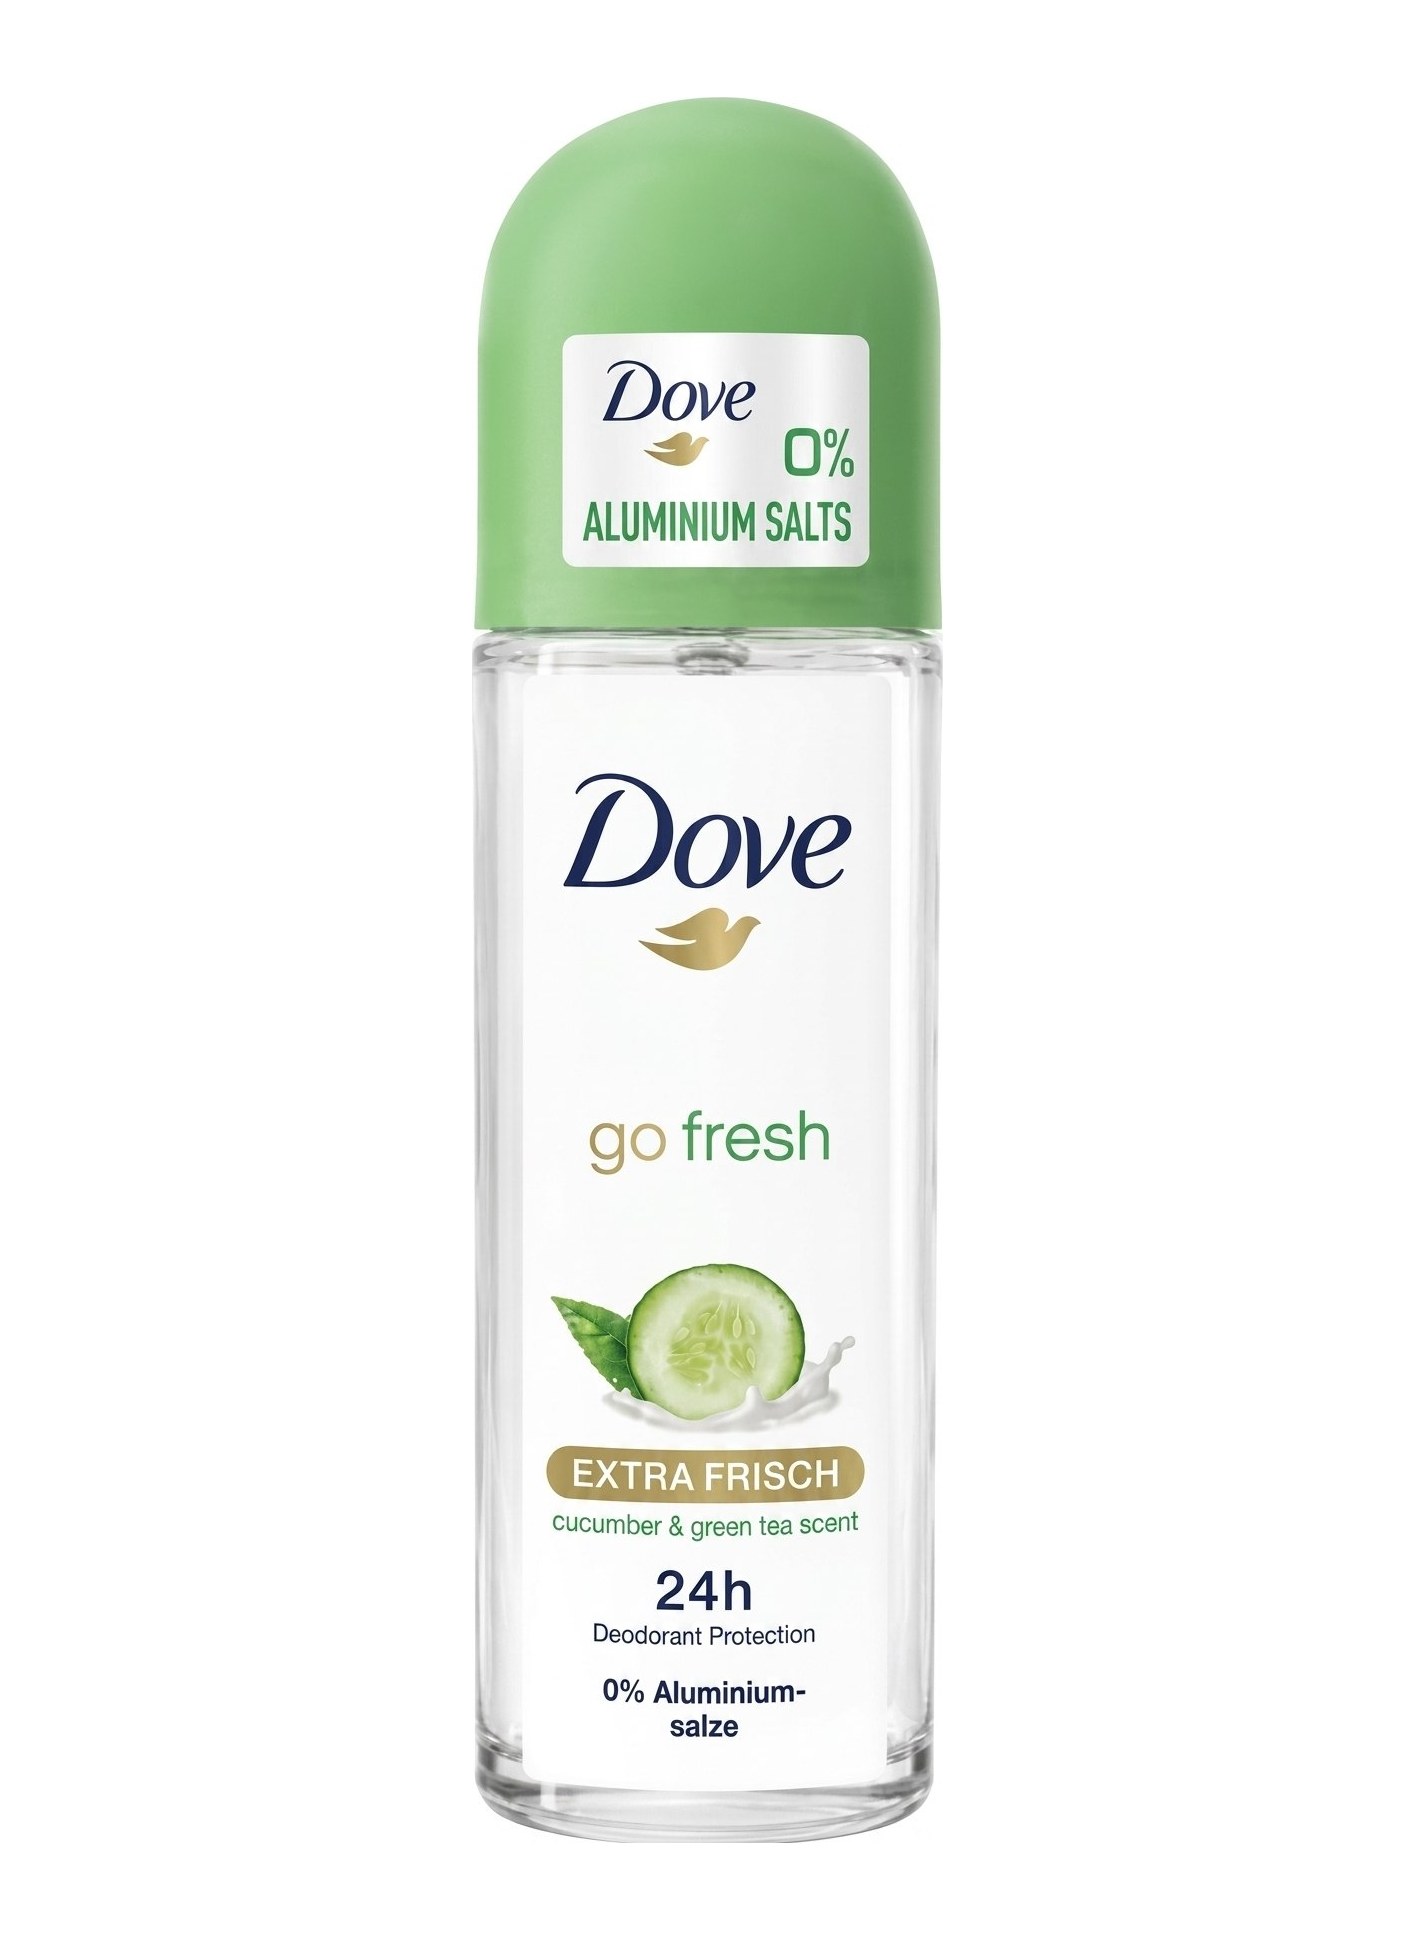 Dove
0%
ALUMINIUM SALTS
Dove
go fresh
EXTRA FRISCH
cucumber & green tea scent
24h
Deodorant Protection
0% Aluminium-
salze